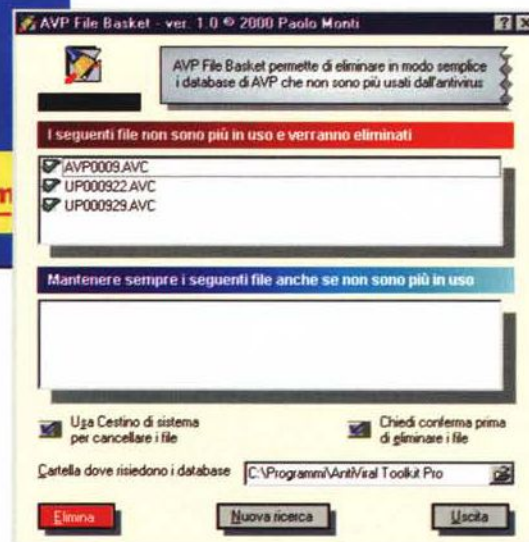 AVP File Basket - ver. 1.0 © 2000 Paolo Monti
AVP File Basket permette di eliminare in modo semplice
i database di AVP che non sono più usati dall'antivirus
I seguenti file non sono più in uso e verranno eliminati
AVP0009.AVC
UP000922.AVC
UP000929.AVC
Mantenere sempre i seguenti file anche se non sono più in uso
Usa Cestino di sistema
per cancellare i file
Chiedi conferma prima
di eliminare i file
Cartella dove risiedono i database
C:\Programmi\AntiViral Toolkit Pro
Elimina
Nuova ricerca
Uscita